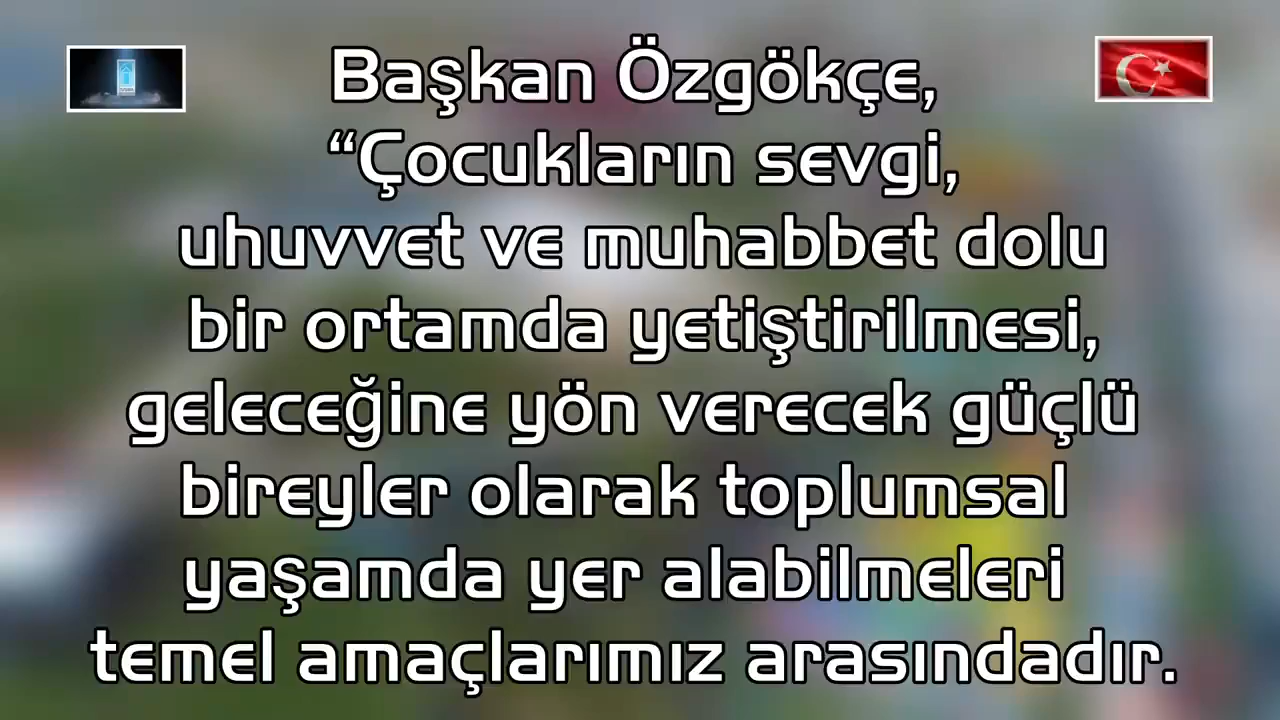 Başkan Özgökçe,
“Çocukların sevgi,
uhuvvet ve muhabbet dolu
bir ortamda yetiştirilmesi,
geleceğine yön verecek güçlü
bireyler olarak toplumsal
yaşamda yer alabilmeleri
temel amaçlarımız arasındadır.